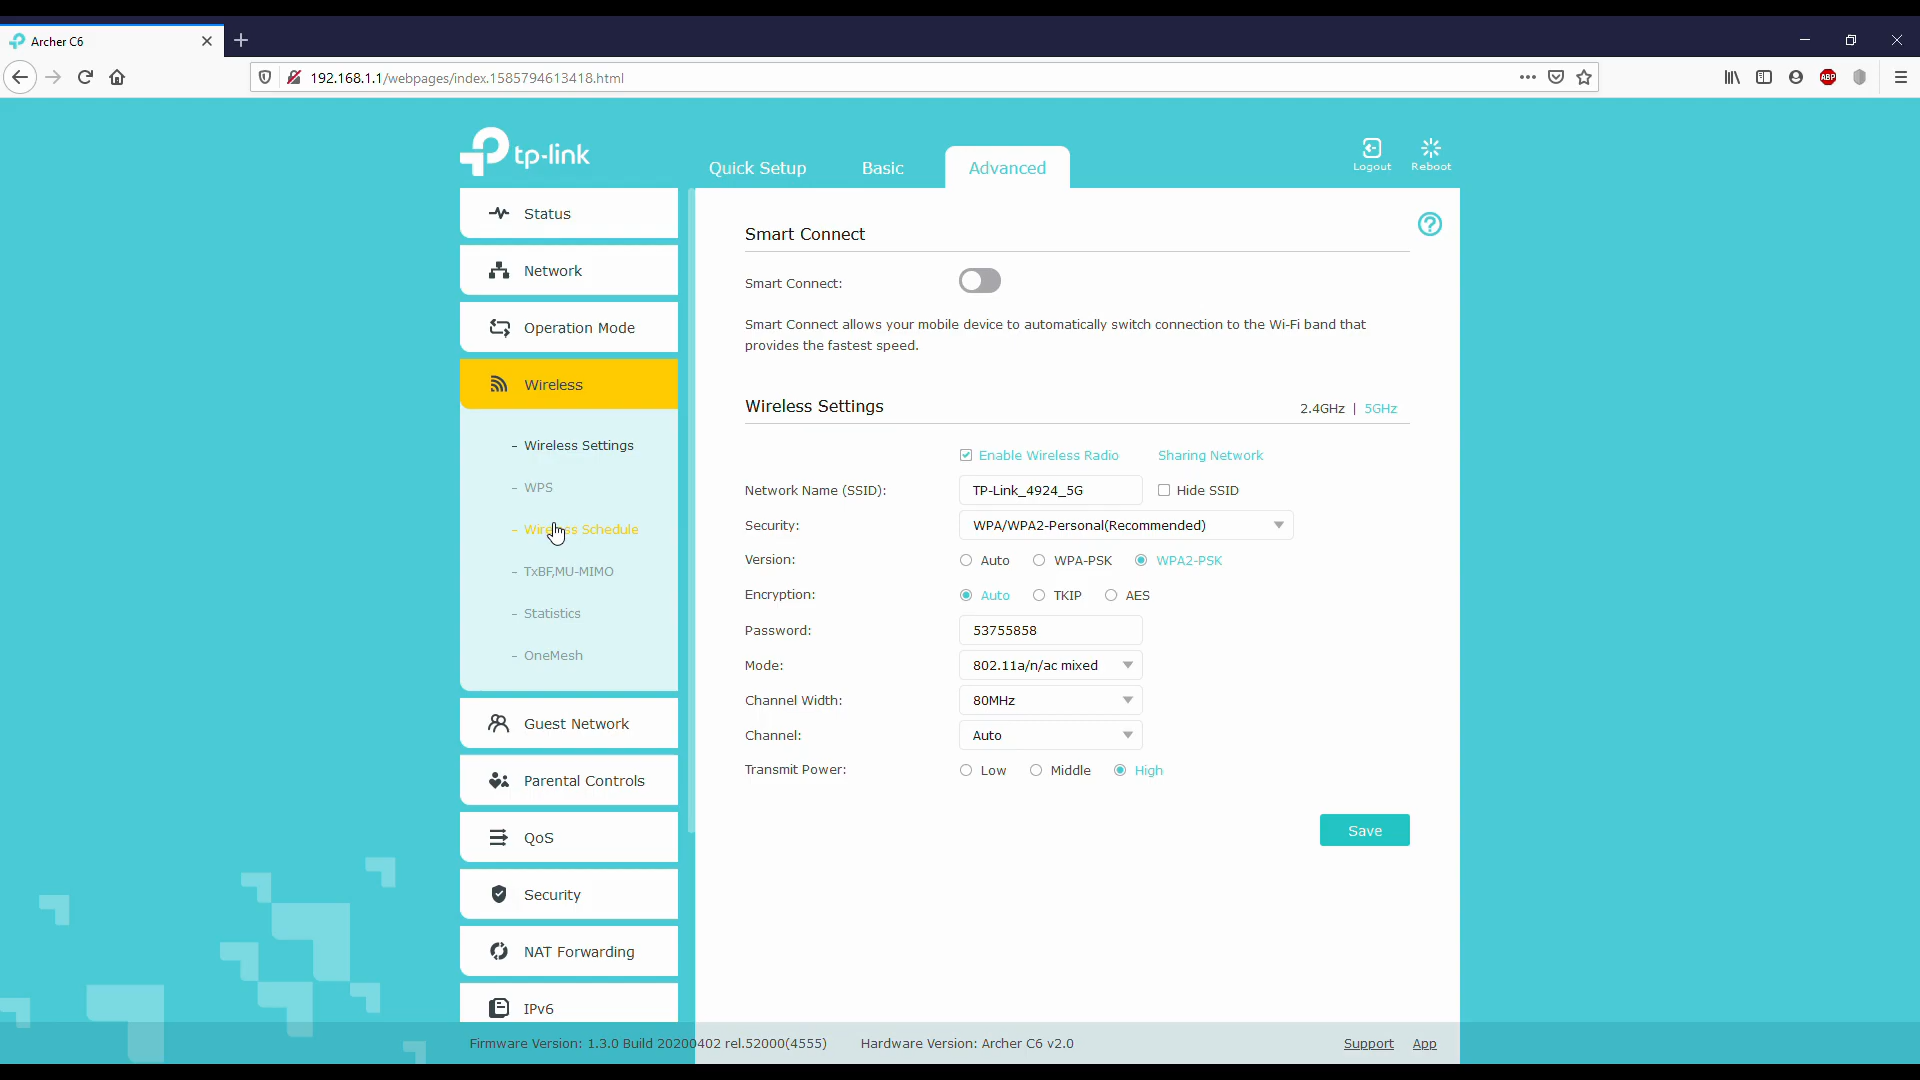 Archer C6
192.168.1.1/webpages/index.1585794613418.html
ABP
tp-link
Quick Setup
Basic
Advanced
Logout
Reboot
Status
Network
Operation Mode
Wireless
- Wireless Settings
- WPS
- Wireless Schedule
- TxBF,MU-MIMO
- Statistics
- OneMesh
Guest Network
Parental Controls
QoS
Security
NAT Forwarding
IPv6
Smart Connect
Smart Connect:
Smart Connect allows your mobile device to automatically switch connection to the Wi-Fi band that
provides the fastest speed.
Wireless Settings
2.4GHz | 5GHz
Enable Wireless Radio
Sharing Network
Network Name (SSID):
TP-Link_4924_5G
Hide SSID
Security:
WPA/WPA2-Personal(Recommended)
Version:
Auto
WPA-PSK
WPA2-PSK
Encryption:
Auto
TKIP
AES
Password:
53755858
Mode:
802.11a/n/ac mixed
Channel Width:
80MHz
Channel:
Auto
Transmit Power:
Low
Middle
High
Save
Firmware Version: 1.3.0 Build 20200402 rel.52000(4555)
Hardware Version: Archer C6 v2.0
Support
App